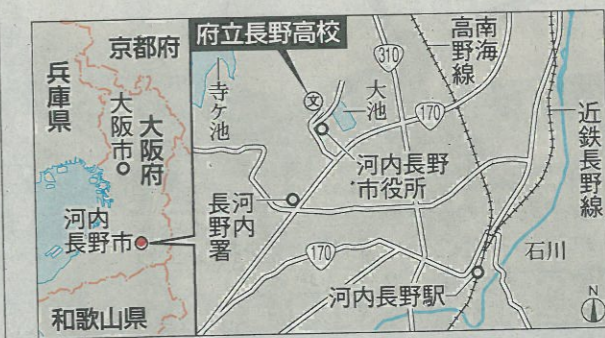 京都府
兵庫県
大阪市
大阪府
河内
長野市
和歌山県
府立長野高校
寺ヶ池
文
大池
310
170
南海
高野線
近鉄長野線
河内長野
市役所
河内
長野署
170
石川
河内長野駅
N